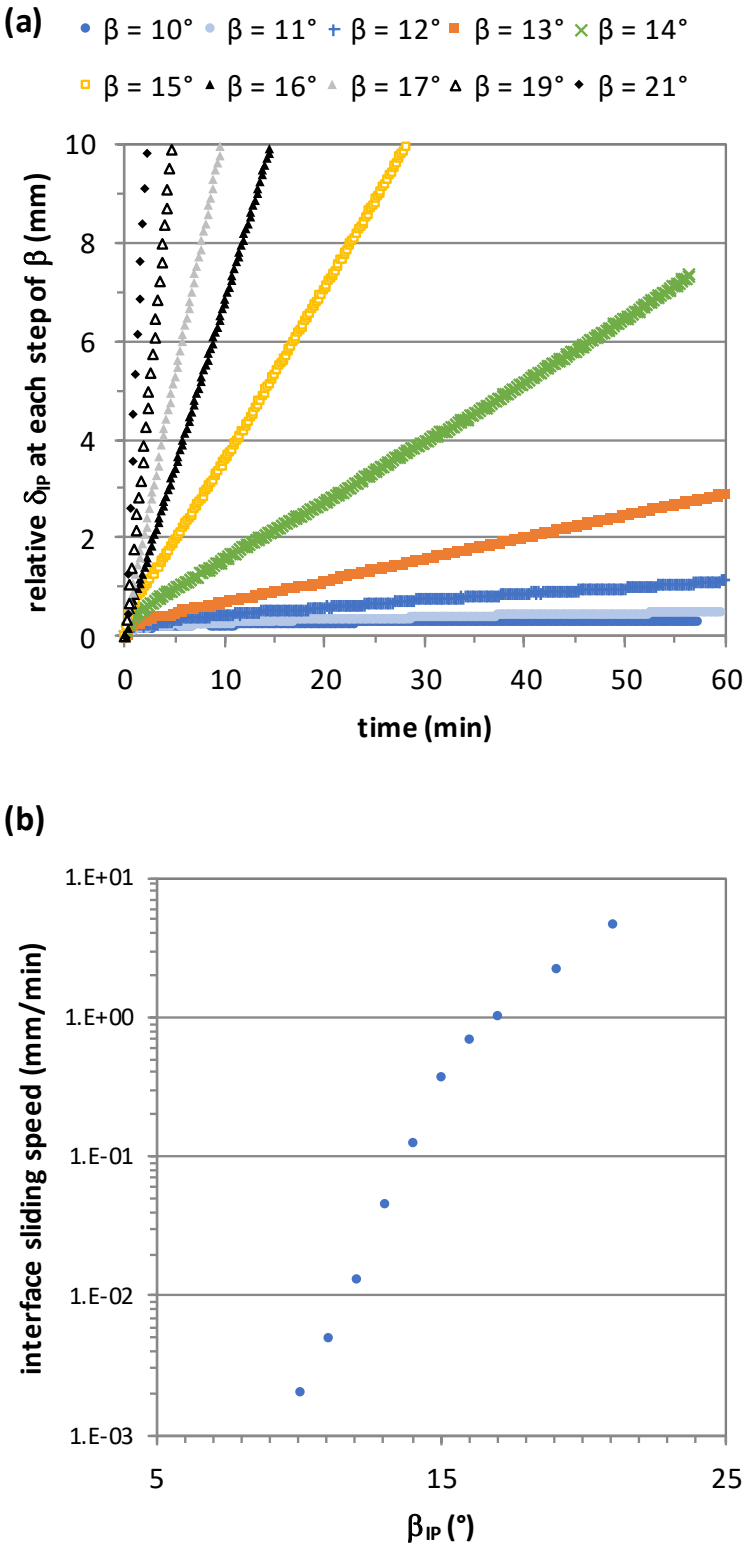 (a)
β = 10° β = 11° β = 12° β = 13° β = 14°
β = 15° β = 16° β = 17° β = 19° β = 21°
relative δIP at each step of β (mm)
10
8
6
4
2
0
0 10 20 30 40 50 60
time (min)
(b)
interface sliding speed (mm/min)
1.E+01
1.E+00
1.E-01
1.E-02
1.E-03
5 15 25
βIP (°)